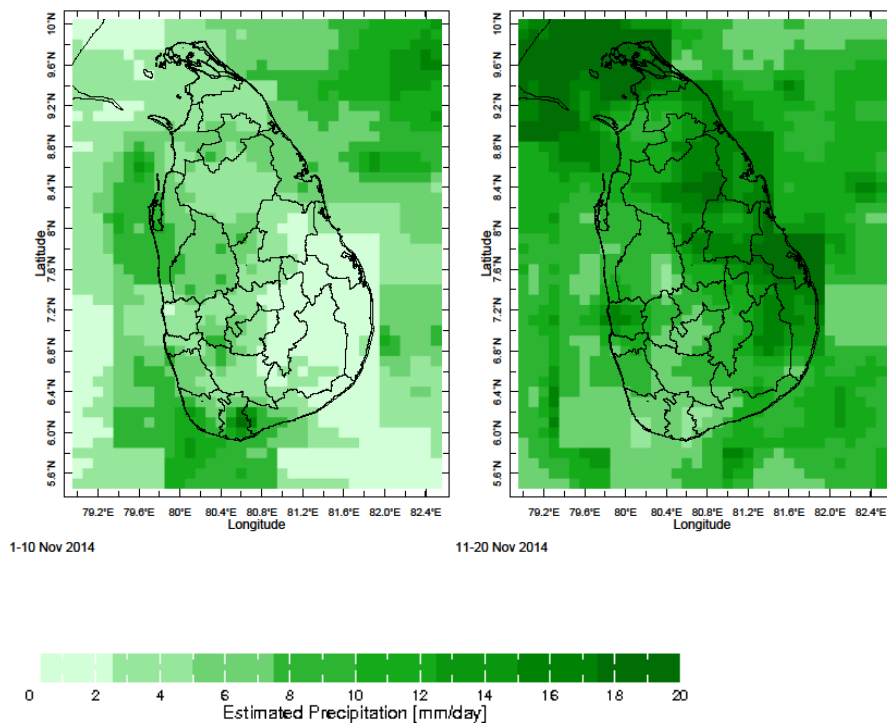 10°N 9.6°N 9.2°N 8.8°N 8.4°N 8°N 7.6°N 7.2°N 6.8°N 6.4°N 6.0°N 5.6°N
Latitude
79.2°E 79.6°E 80°E 80.4°E 80.8°E 81.2°E 81.6°E 82°E 82.4°E
Longitude
1-10 Nov 2014
10°N 9.6°N 9.2°N 8.8°N 8.4°N 8°N 7.6°N 7.2°N 6.8°N 6.4°N 6.0°N 5.6°N
Latitude
79.2°E 79.6°E 80°E 80.4°E 80.8°E 81.2°E 81.6°E 82°E 82.4°E
Longitude
11-20 Nov 2014
0 2 4 6 8 10 12 14 16 18 20
Estimated Precipitation [mm/day]